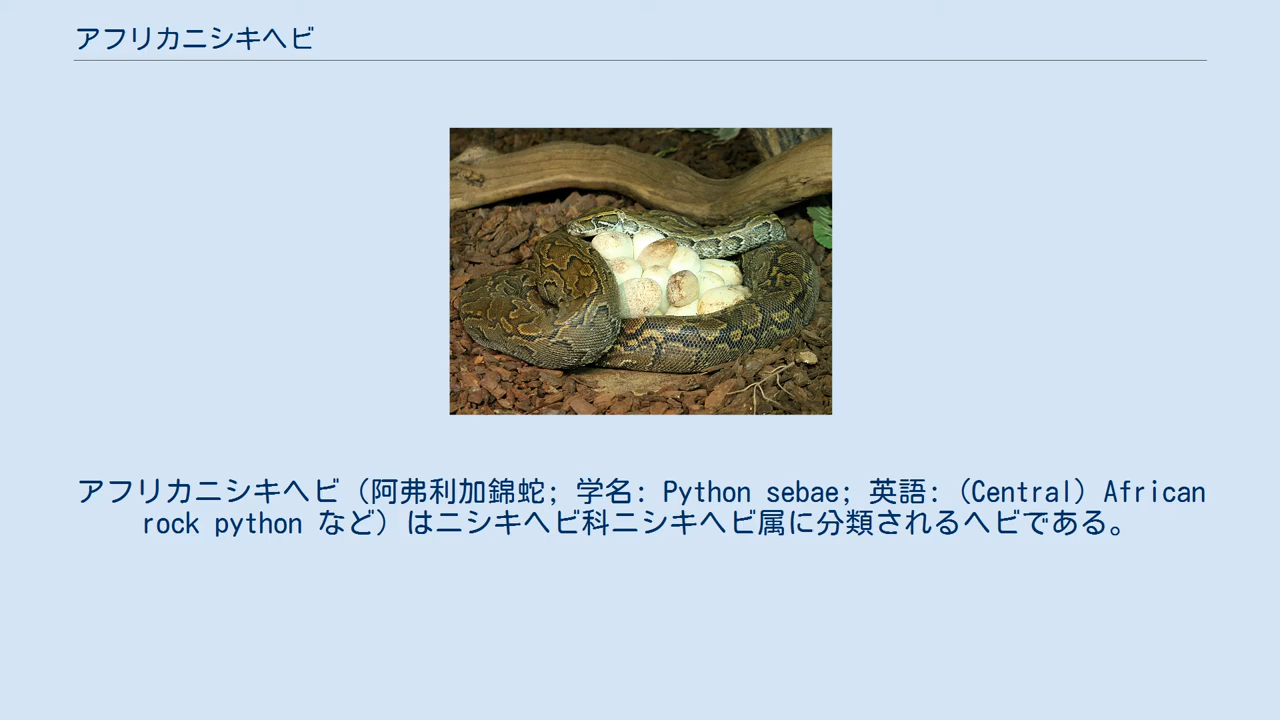 アフリカニシキヘビ
アフリカニシキヘビ（阿弗利加錦蛇; 学名: Python sebae; 英語:（Central）African
rock python など）はニシキヘビ科ニシキヘビ属に分類されるヘビである。